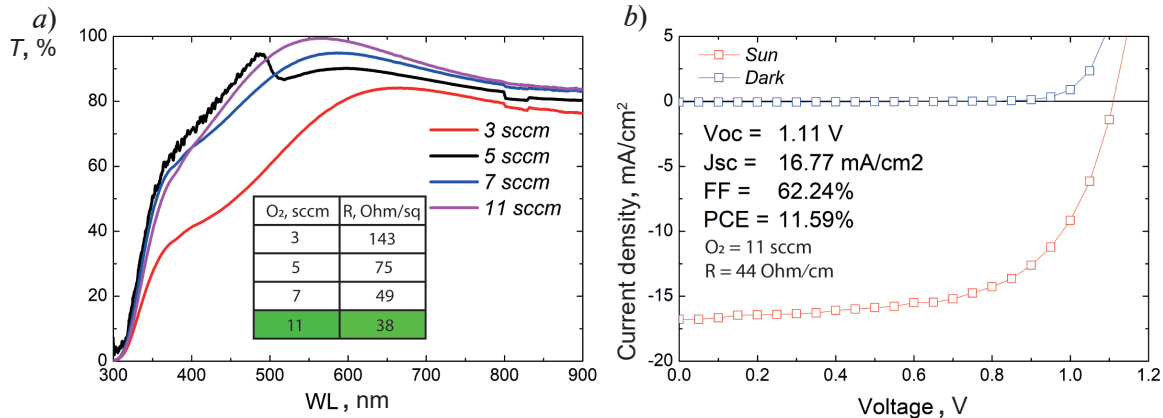 a)
T, %
100
80
60
40
20
0
300 400 500 600 700 800 900
WL, nm
3 sccm
5 sccm
7 sccm
11 sccm
O₂, sccm R, Ohm/sq
3 143
5 75
7 49
11 38
b)
Current density, mA/cm²
5
0
-5
-10
-15
-20
0.0 0.2 0.4 0.6 0.8 1.0 1.2
Voltage, V
Sun
Dark
Voc = 1.11 V
Jsc = 16.77 mA/cm2
FF = 62.24%
PCE = 11.59%
O₂ = 11 sccm
R = 44 Ohm/cm